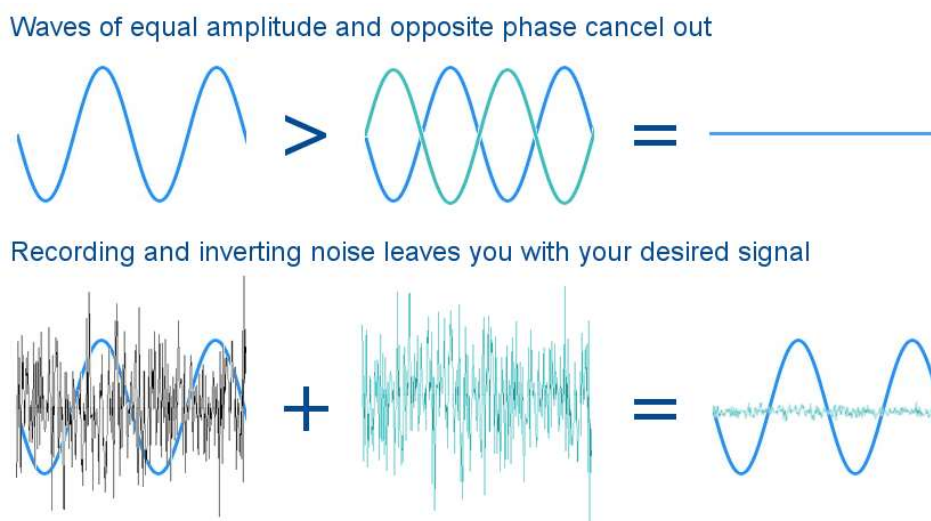 Waves of equal amplitude and opposite phase cancel out
> =
Recording and inverting noise leaves you with your desired signal
+ =